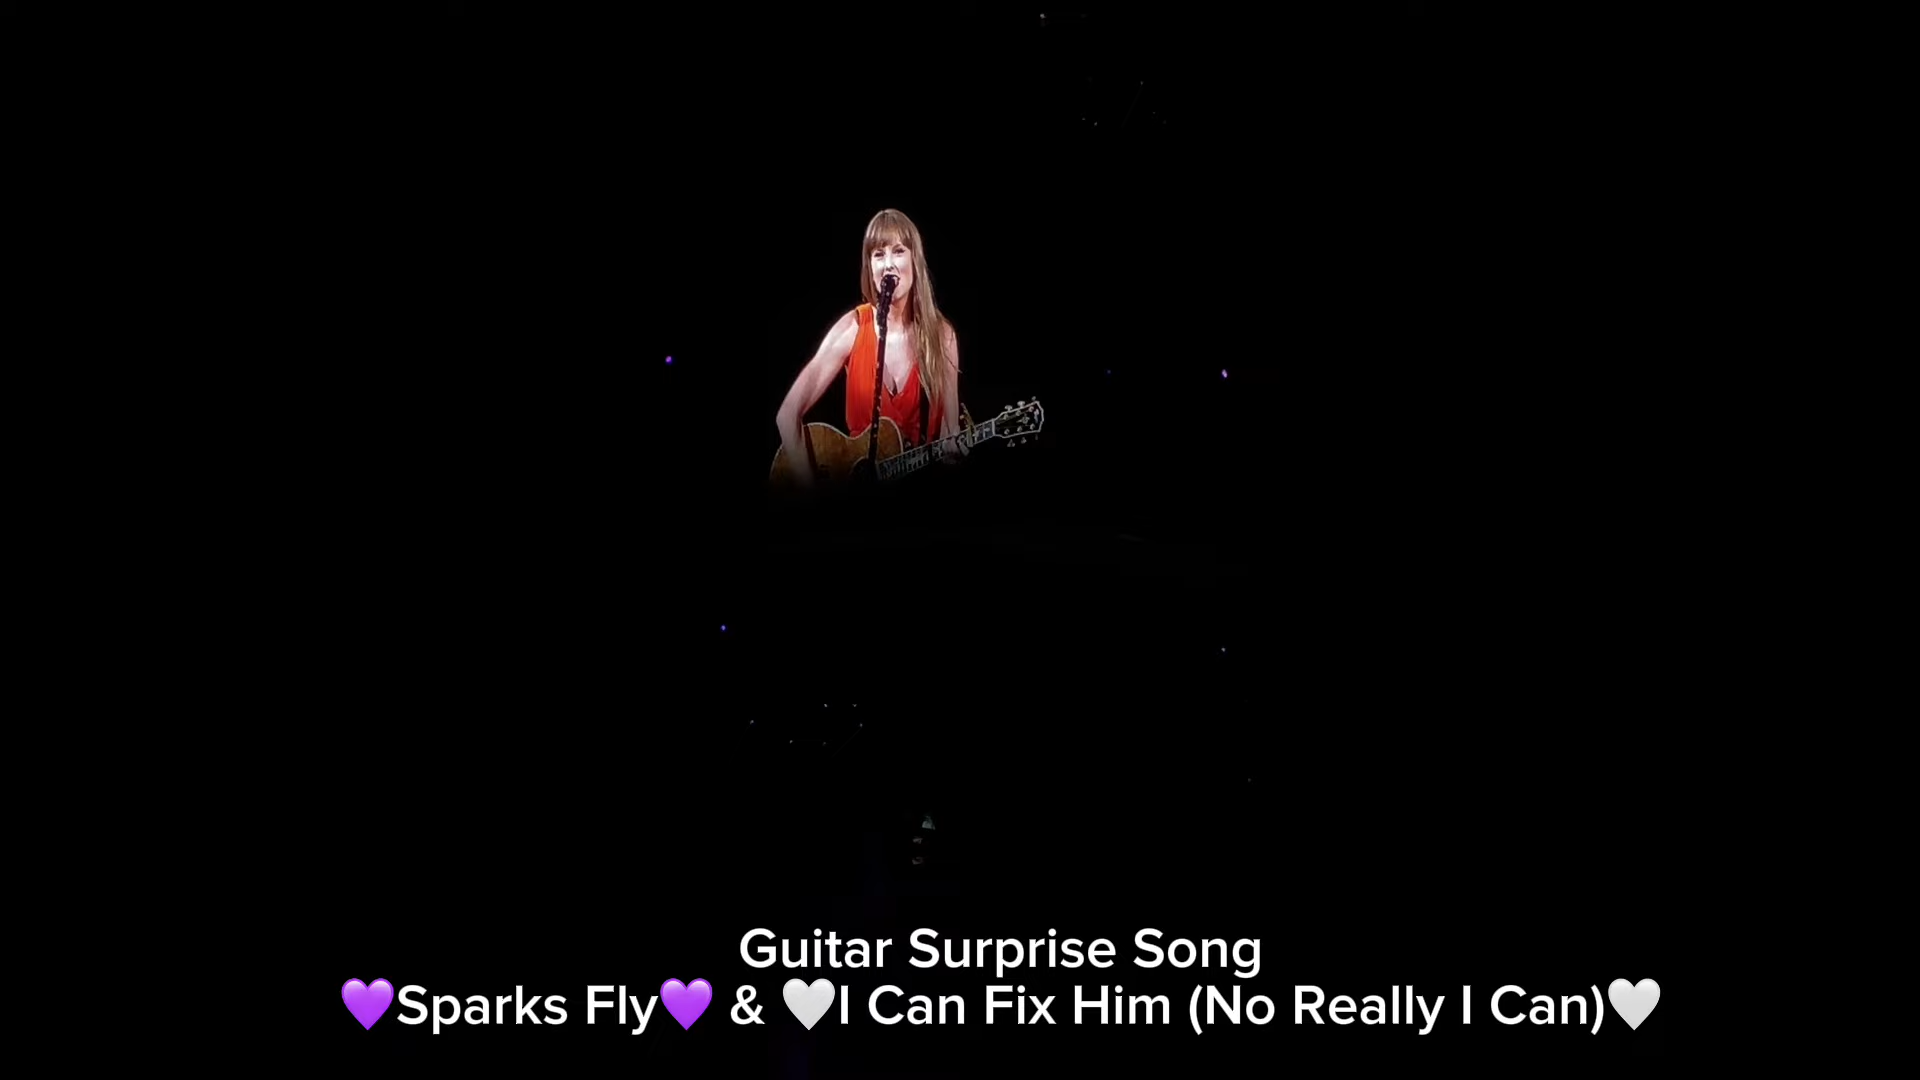 Guitar Surprise Song
💜Sparks Fly💜 & 🤍I Can Fix Him (No Really I Can)🤍